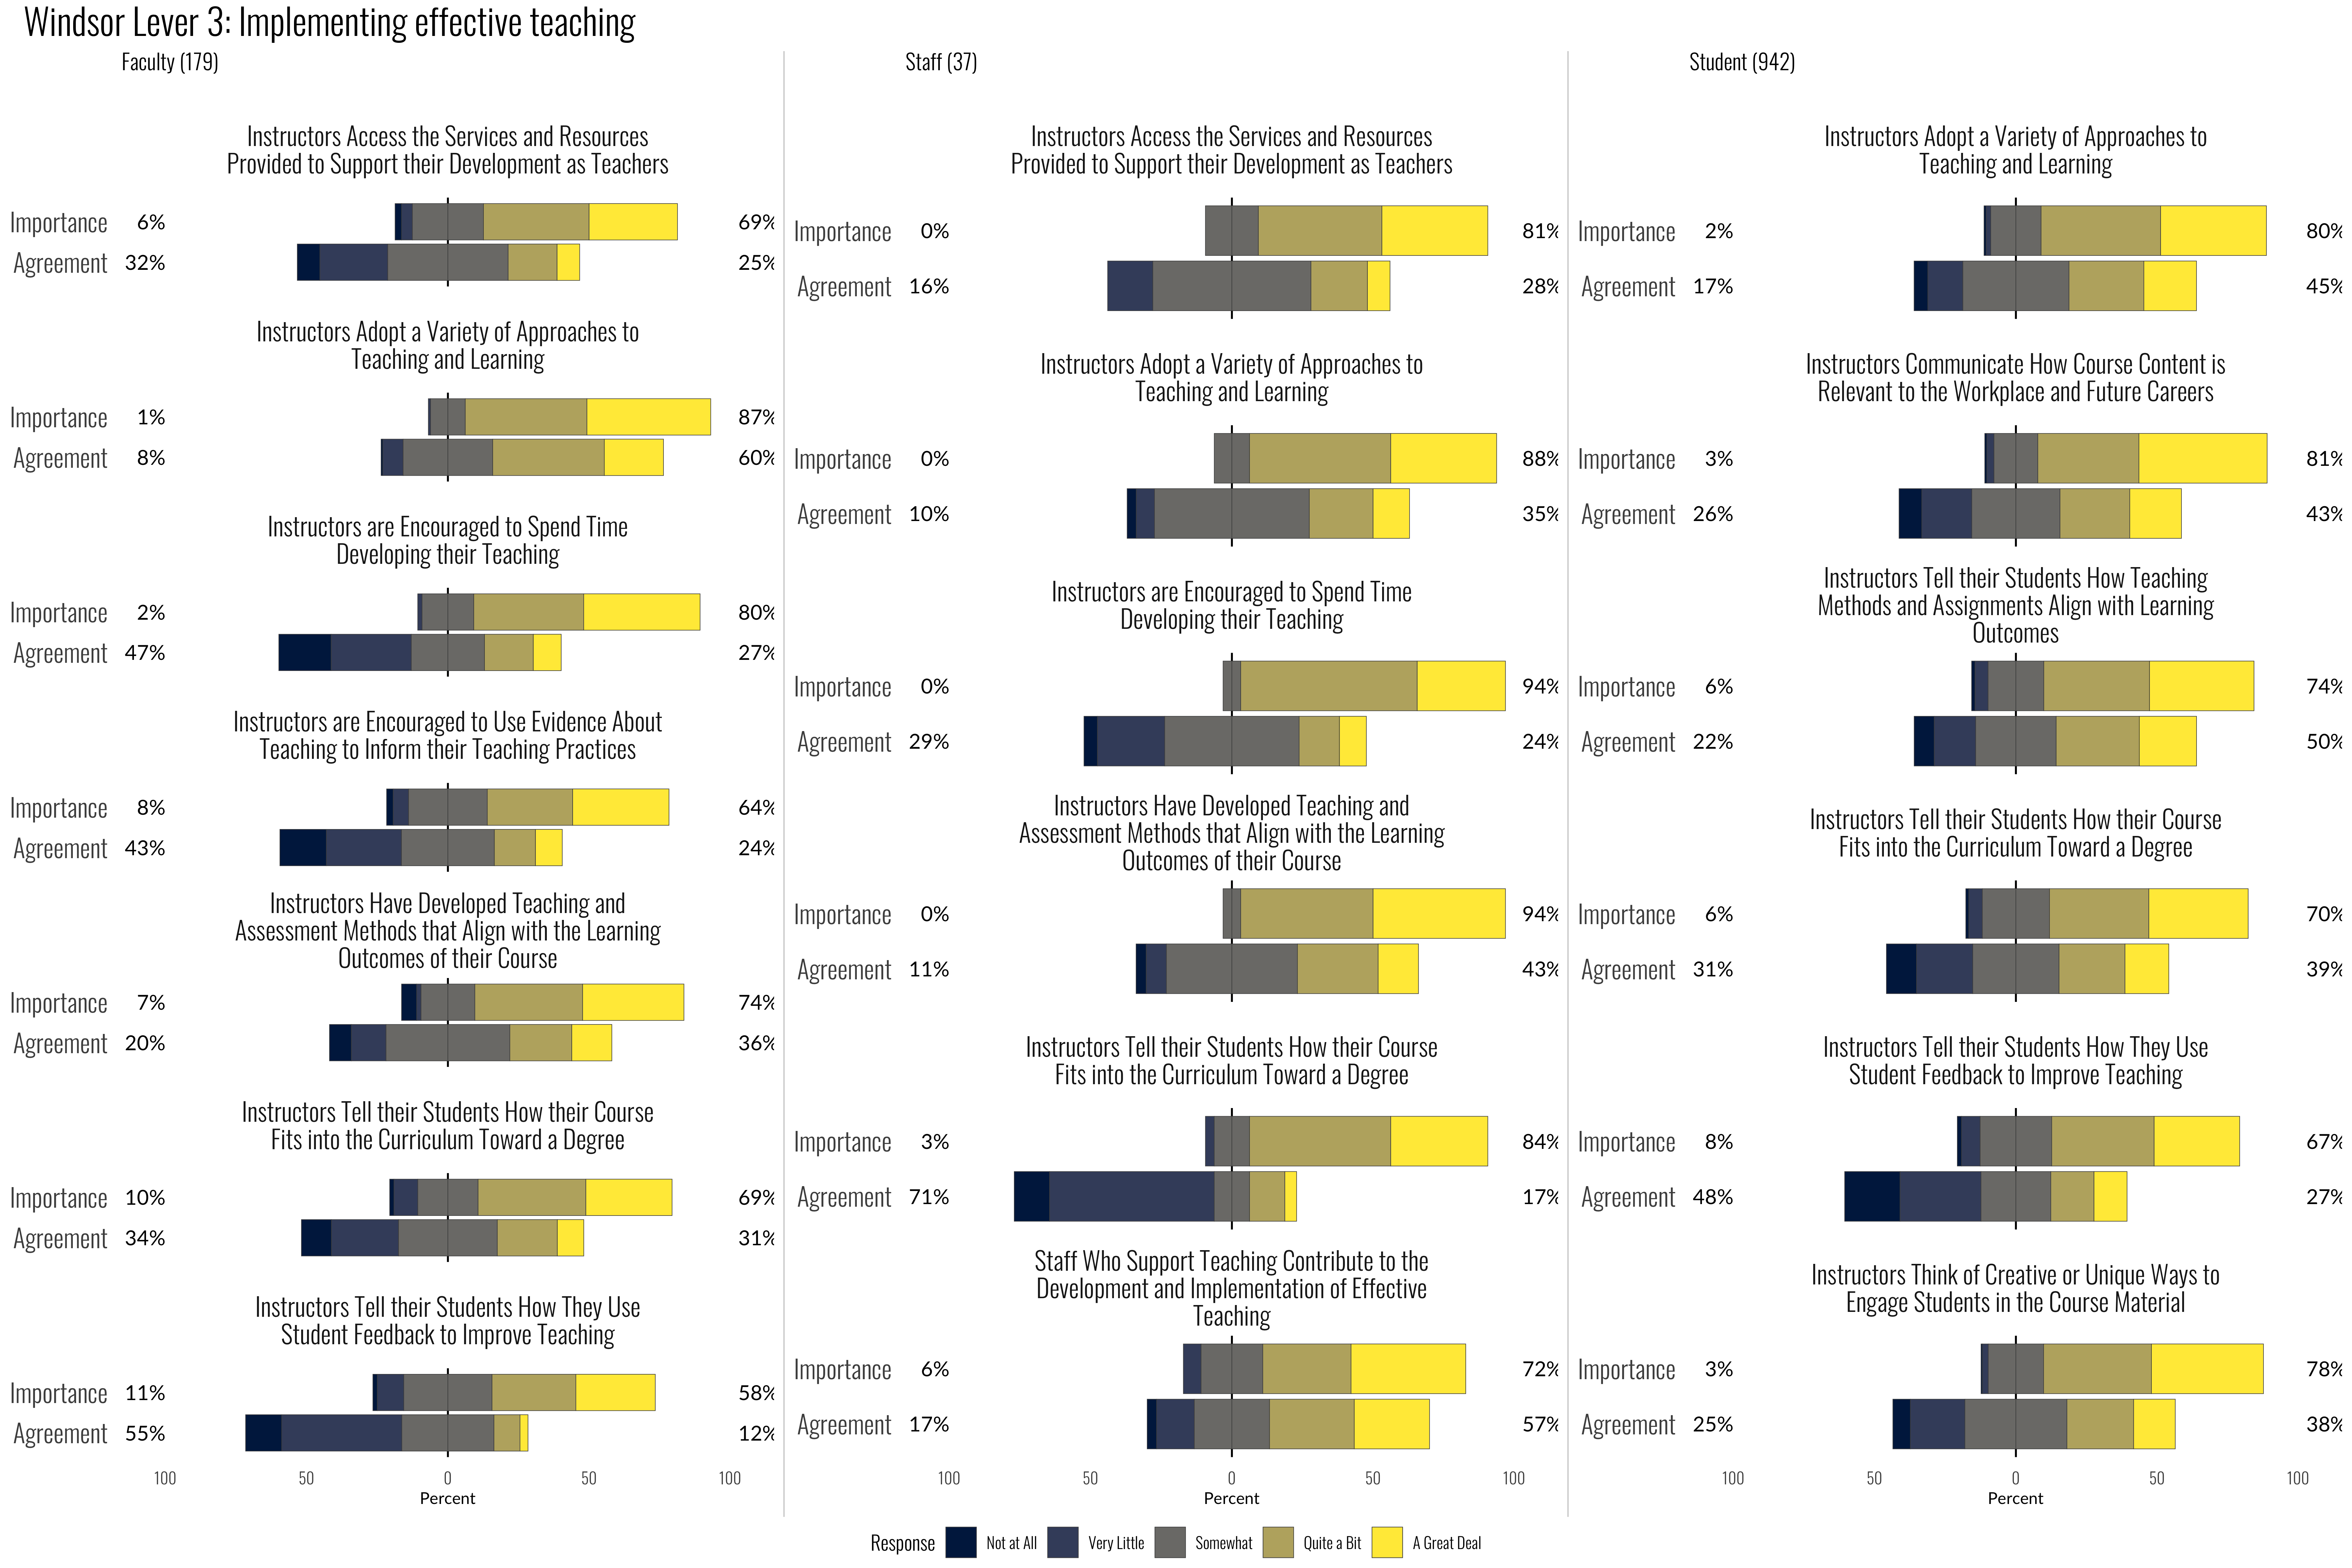 Windsor Lever 3: Implementing effective teaching
Faculty (179)
Instructors Access the Services and Resources
Provided to Support their Development as Teachers
Importance 6% 69%
Agreement 32% 25%
Instructors Adopt a Variety of Approaches to
Teaching and Learning
Importance 1% 87%
Agreement 8% 60%
Instructors are Encouraged to Spend Time
Developing their Teaching
Importance 2% 80%
Agreement 47% 27%
Instructors are Encouraged to Use Evidence About
Teaching to Inform their Teaching Practices
Importance 8% 64%
Agreement 43% 24%
Instructors Have Developed Teaching and
Assessment Methods that Align with the Learning
Outcomes of their Course
Importance 7% 74%
Agreement 20% 36%
Instructors Tell their Students How their Course
Fits into the Curriculum Toward a Degree
Importance 10% 69%
Agreement 34% 31%
Instructors Tell their Students How They Use
Student Feedback to Improve Teaching
Importance 11% 58%
Agreement 55% 12%
100 50 0 50 100
Percent
Staff (37)
Instructors Access the Services and Resources
Provided to Support their Development as Teachers
Importance 0% 81%
Agreement 16% 28%
Instructors Adopt a Variety of Approaches to
Teaching and Learning
Importance 0% 88%
Agreement 10% 35%
Instructors are Encouraged to Spend Time
Developing their Teaching
Importance 0% 94%
Agreement 29% 24%
Instructors Have Developed Teaching and
Assessment Methods that Align with the Learning
Outcomes of their Course
Importance 0% 94%
Agreement 11% 43%
Instructors Tell their Students How their Course
Fits into the Curriculum Toward a Degree
Importance 3% 84%
Agreement 71% 17%
Staff Who Support Teaching Contribute to the
Development and Implementation of Effective
Teaching
Importance 6% 72%
Agreement 17% 57%
100 50 0 50 100
Percent
Student (942)
Instructors Adopt a Variety of Approaches to
Teaching and Learning
Importance 2% 80%
Agreement 17% 45%
Instructors Communicate How Course Content is
Relevant to the Workplace and Future Careers
Importance 3% 81%
Agreement 26% 43%
Instructors Tell their Students How Teaching
Methods and Assignments Align with Learning
Outcomes
Importance 6% 74%
Agreement 22% 50%
Instructors Tell their Students How their Course
Fits into the Curriculum Toward a Degree
Importance 6% 70%
Agreement 31% 39%
Instructors Tell their Students How They Use
Student Feedback to Improve Teaching
Importance 8% 67%
Agreement 48% 27%
Instructors Think of Creative or Unique Ways to
Engage Students in the Course Material
Importance 3% 78%
Agreement 25% 38%
100 50 0 50 100
Percent
Response Not at All Very Little Somewhat Quite a Bit A Great Deal